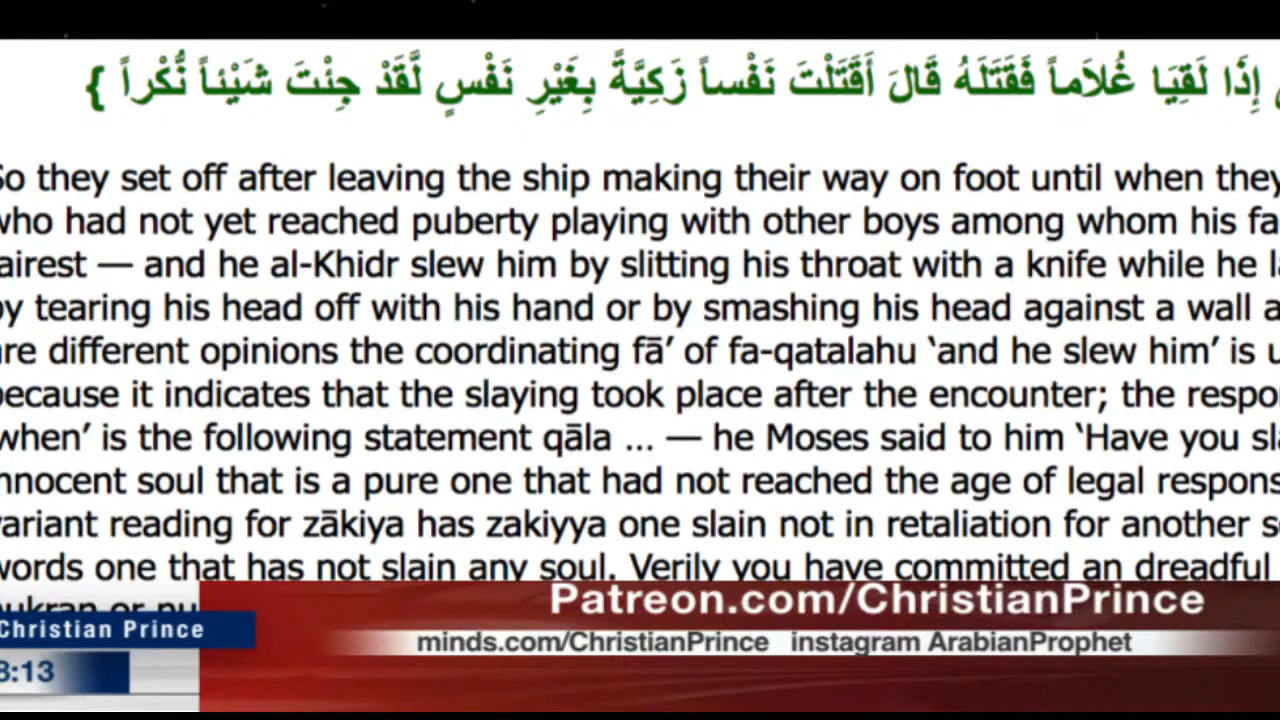 إِذَا لَقِيَا غُلاَماً فَقَتَلَهُ قَالَ أَقَتَلْتَ نَفْساً زَكِيَّةً بِغَيْرِ نَفْسٍ لَّقَدْ جِئْتَ شَيْئاً نُّكْراً }
So they set off after leaving the ship making their way on foot until when they
who had not yet reached puberty playing with other boys among whom his
airest — and he al-Khidr slew him by slitting his throat with a knife while he
by tearing his head off with his hand or by smashing his head against a wall
are different opinions the coordinating fā’ of fa-qatalahu ‘and he slew him’ is
because it indicates that the slaying took place after the encounter; the
when’ is the following statement qāla ... — he Moses said to him ‘Have you
nnocent soul that is a pure one that had not reached the age of legal
variant reading for zākiya has zakiyya one slain not in retaliation for another
words one that has not slain any soul. Verily you have committed an dreadful
Patreon.com/ChristianPrince
Christian Prince
minds.com/ChristianPrince instagram ArabianProphet
8:13